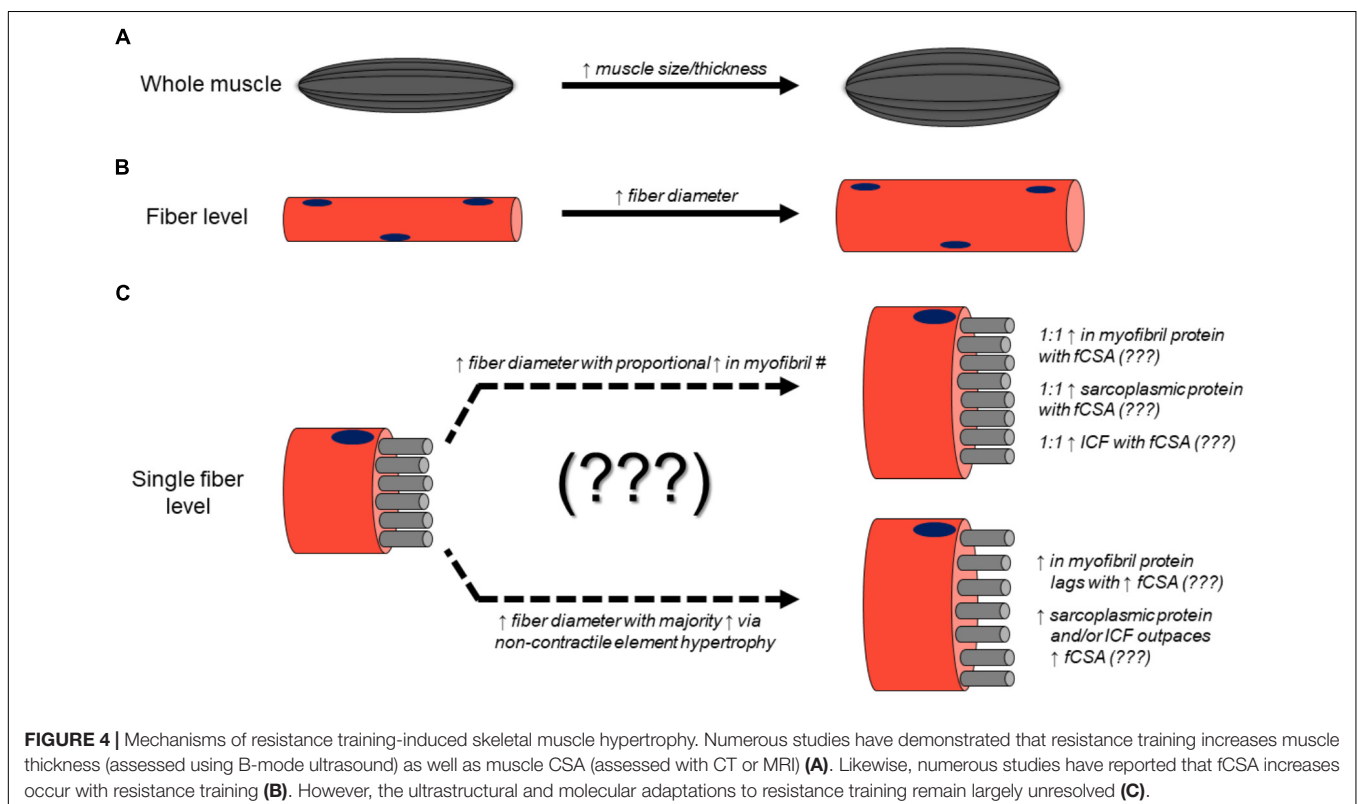 A
Whole muscle
↑ muscle size/thickness
B
Fiber level
↑ fiber diameter
C
Single fiber
level
↑ fiber diameter with proportional ↑ in myofibril #
(???)
↑ fiber diameter with majority ↑ via
non-contractile element hypertrophy
1:1 ↑ in myofibril protein
with fCSA (???)
1:1 ↑ sarcoplasmic protein
with fCSA (???)
1:1 ↑ ICF with fCSA (???)
↑ in myofibril protein
lags with ↑ fCSA (???)
↑ sarcoplasmic protein
and/or ICF outpaces
↑ fCSA (???)
FIGURE 4 | Mechanisms of resistance training-induced skeletal muscle hypertrophy. Numerous studies have demonstrated that resistance training increases muscle
thickness (assessed using B-mode ultrasound) as well as muscle CSA (assessed with CT or MRI) (A). Likewise, numerous studies have reported that fCSA increases
occur with resistance training (B). However, the ultrastructural and molecular adaptations to resistance training remain largely unresolved (C).